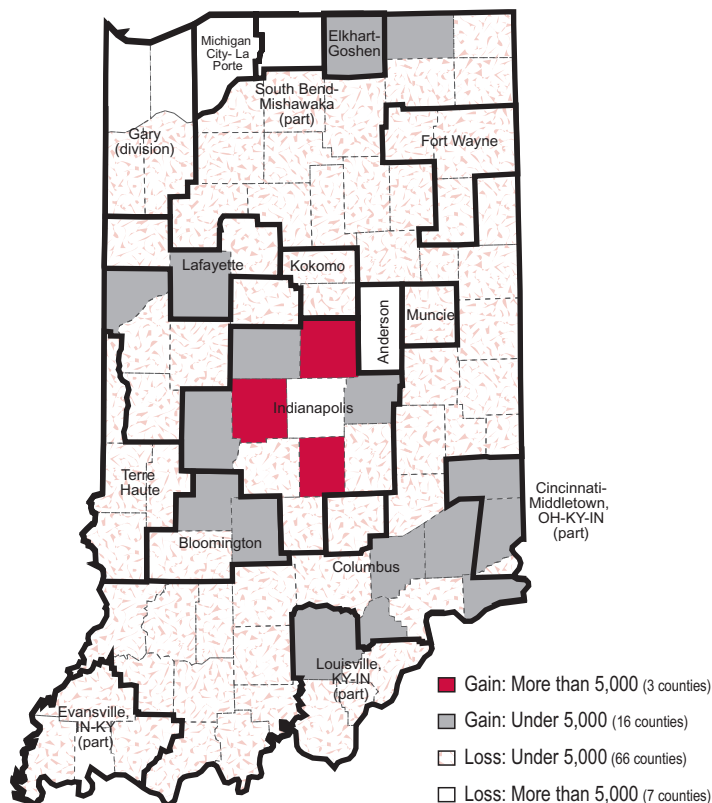 Michigan
City- La
Porte
Elkhart-
Goshen
South Bend-
Mishawaka
(part)
Gary
(division)
Fort Wayne
Lafayette
Kokomo
Anderson
Muncie
Indianapolis
Terre
Haute
Cincinnati-
Middletown,
OH-KY-IN
(part)
Bloomington
Columbus
Louisville,
KY-IN
(part)
Evansville,
IN-KY
(part)
Gain: More than 5,000 (3 counties)
Gain: Under 5,000 (16 counties)
Loss: Under 5,000 (66 counties)
Loss: More than 5,000 (7 counties)